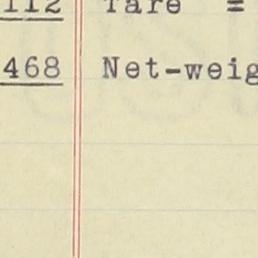 112 Tare =
468 Net-weig